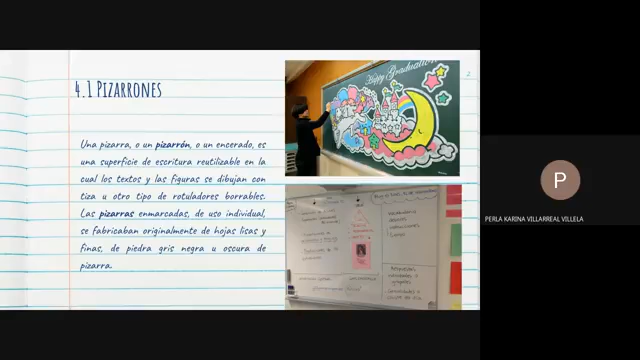 4.1 Pizarrones
2
Una pizarra, o un pizarrón, o un encerado, es
una superficie de escritura reutilizable en la
cual los textos y las figuras se dibujan con
tiza u otro tipo de rotuladores borrables.
Las pizarras enmarcadas, de uso individual,
se fabricaban originalmente de hojas lisas y
finas, de piedra gris negra u oscura de
pizarra.
Happy Graduation
P
PERLA KARINA VILLARREAL VILLELA